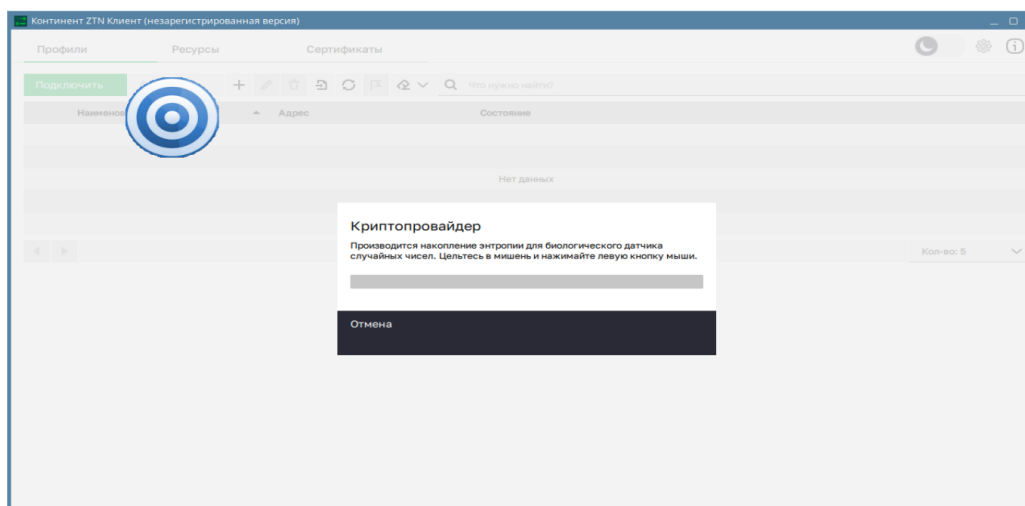 Континент ZTN Клиент (незарегистрированная версия)
Профили Ресурсы Сертификаты
Подключить Что нужно найти?
Адрес Состояние
Нет данных
Криптопровайдер
Производится накопление энтропии для биологического датчика
случайных чисел. Цельтесь в мишень и нажимайте левую кнопку мыши.
Кол-во: 5
Отмена